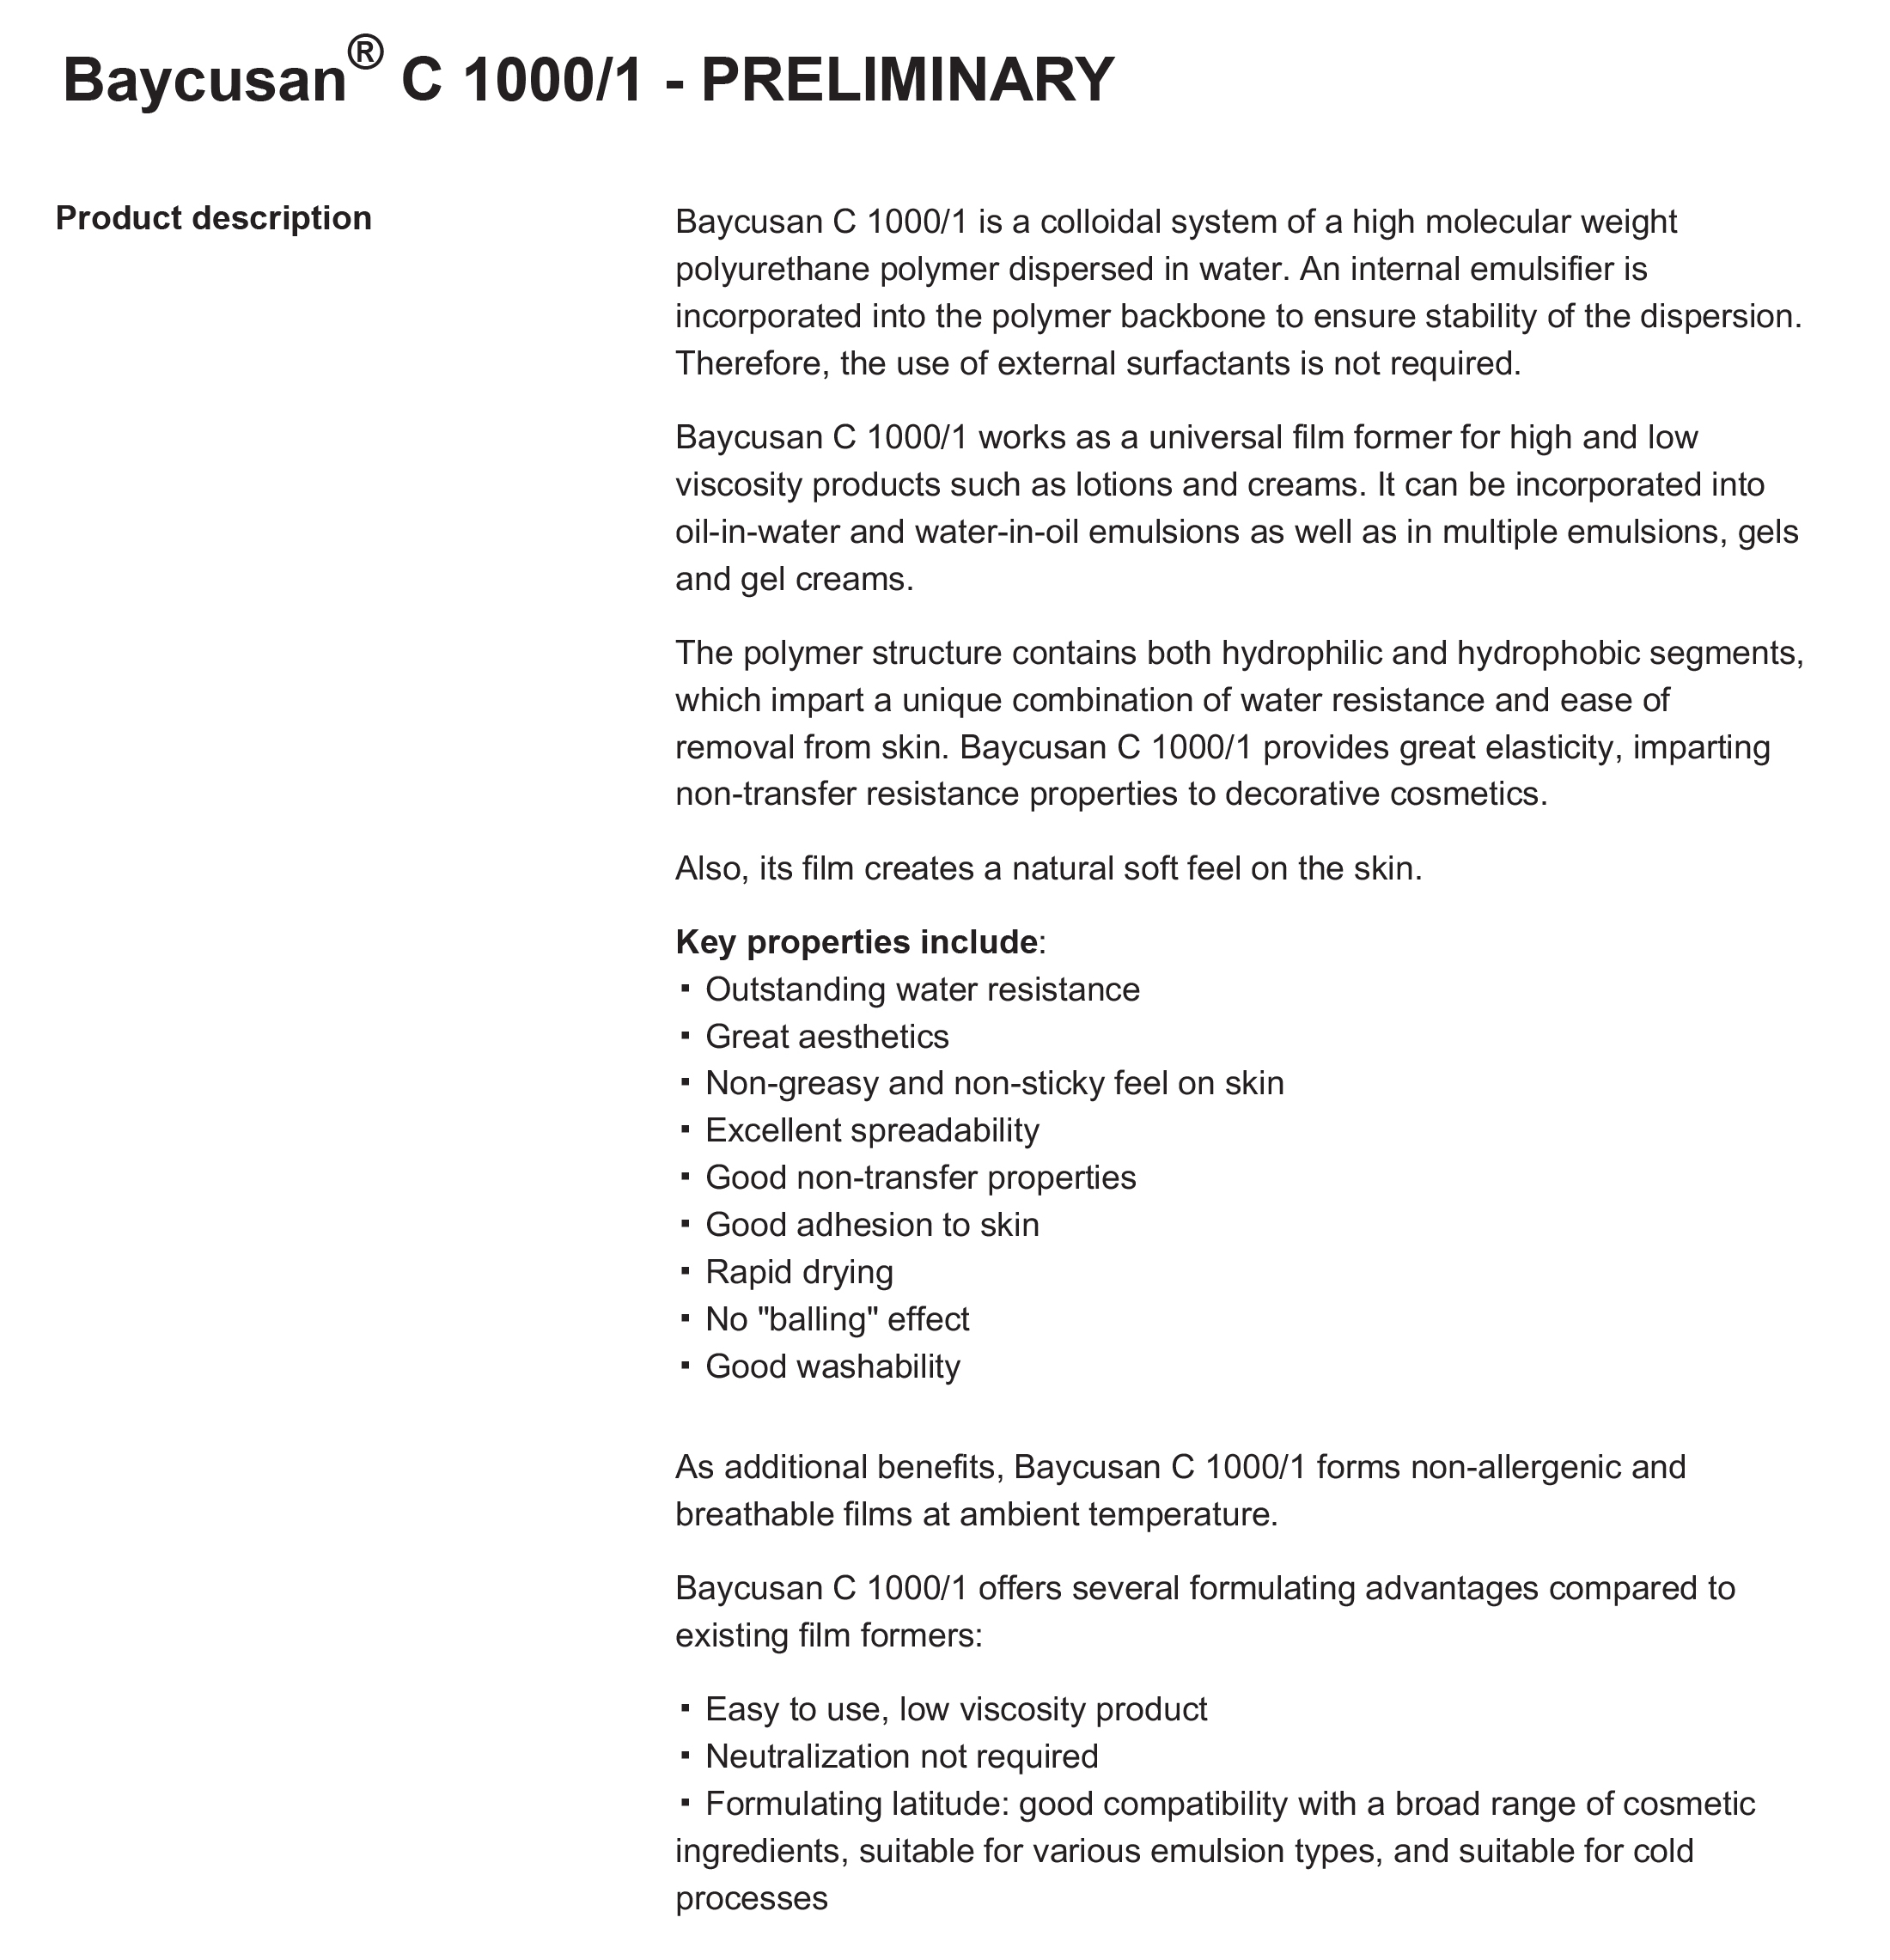 Baycusan® C 1000/1 - PRELIMINARY
Product description
Baycusan C 1000/1 is a colloidal system of a high molecular weight
polyurethane polymer dispersed in water. An internal emulsifier is
incorporated into the polymer backbone to ensure stability of the dispersion.
Therefore, the use of external surfactants is not required.
Baycusan C 1000/1 works as a universal film former for high and low
viscosity products such as lotions and creams. It can be incorporated into
oil-in-water and water-in-oil emulsions as well as in multiple emulsions, gels
and gel creams.
The polymer structure contains both hydrophilic and hydrophobic segments,
which impart a unique combination of water resistance and ease of
removal from skin. Baycusan C 1000/1 provides great elasticity, imparting
non-transfer resistance properties to decorative cosmetics.
Also, its film creates a natural soft feel on the skin.
Key properties include:
▪ Outstanding water resistance
▪ Great aesthetics
▪ Non-greasy and non-sticky feel on skin
▪ Excellent spreadability
▪ Good non-transfer properties
▪ Good adhesion to skin
▪ Rapid drying
▪ No "balling" effect
▪ Good washability
As additional benefits, Baycusan C 1000/1 forms non-allergenic and
breathable films at ambient temperature.
Baycusan C 1000/1 offers several formulating advantages compared to
existing film formers:
▪ Easy to use, low viscosity product
▪ Neutralization not required
▪ Formulating latitude: good compatibility with a broad range of cosmetic
ingredients, suitable for various emulsion types, and suitable for cold
processes